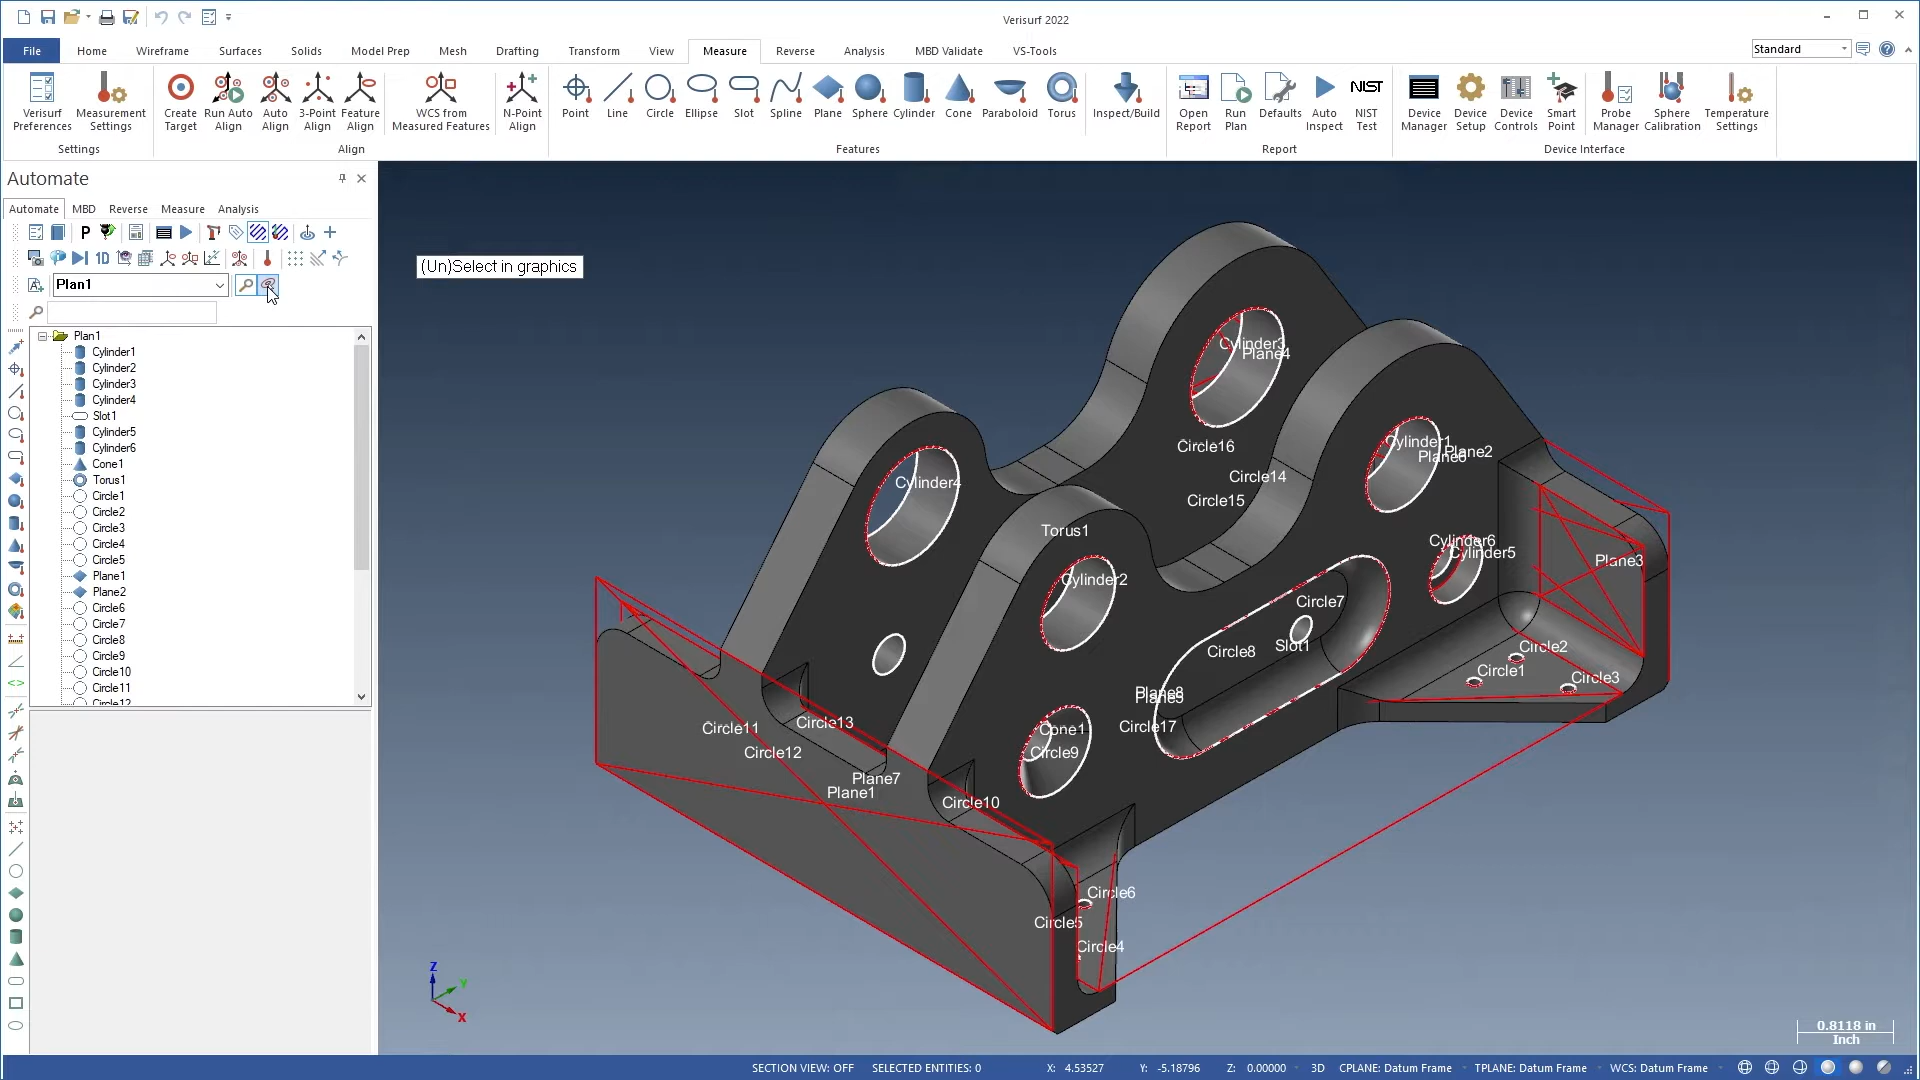 Verisurf 2022
File Home Wireframe Surfaces Solids Model Prep Mesh Drafting Transform View Measure Reverse Analysis MBD Validate VS-Tools
Standard
Verisurf Preferences
Measurement Settings
Settings
Create Target
Run Auto Align
Auto Align
3-Point Align
Feature Align
WCS from Measured Features
N-Point Align
Align
Point Line Circle Ellipse Slot Spline Plane Sphere Cylinder Cone Paraboloid Torus Inspect/Build
Features
Open Report
Run Plan
Defaults
Auto Inspect
NIST
NIST Test
Report
Device Manager
Device Setup
Device Controls
Smart Point
Probe Manager
Sphere Calibration
Temperature Settings
Device Interface
Automate
Automate MBD Reverse Measure Analysis
P
1D
Plan1
Plan1
Cylinder1
Cylinder2
Cylinder3
Cylinder4
Slot1
Cylinder5
Cylinder6
Cone1
Torus1
Circle1
Circle2
Circle3
Circle4
Circle5
Plane1
Plane2
Circle6
Circle7
Circle8
Circle9
Circle10
Circle11
Circle12
(Un)Select in graphics
Cylinder3
Plane4
Circle16
Cylinder1
Plane2
Plane6
Circle14
Cylinder4
Circle15
Torus1
Cylinder6
Cylinder5
Plane3
Cylinder2
Circle7
Slot1
Circle8
Circle2
Circle1
Circle3
Plane8
Plane5
Circle17
Circle13
Circle11
Cone1
Circle12
Circle9
Plane7
Plane1
Circle10
Circle6
Circle5
Circle4
Z
Y
X
0.8118 in
Inch
SECTION VIEW: OFF SELECTED ENTITIES: 0 X: 4.53527 Y: -5.18796 Z: 0.00000 3D CPLANE: Datum Frame TPLANE: Datum Frame WCS: Datum Frame